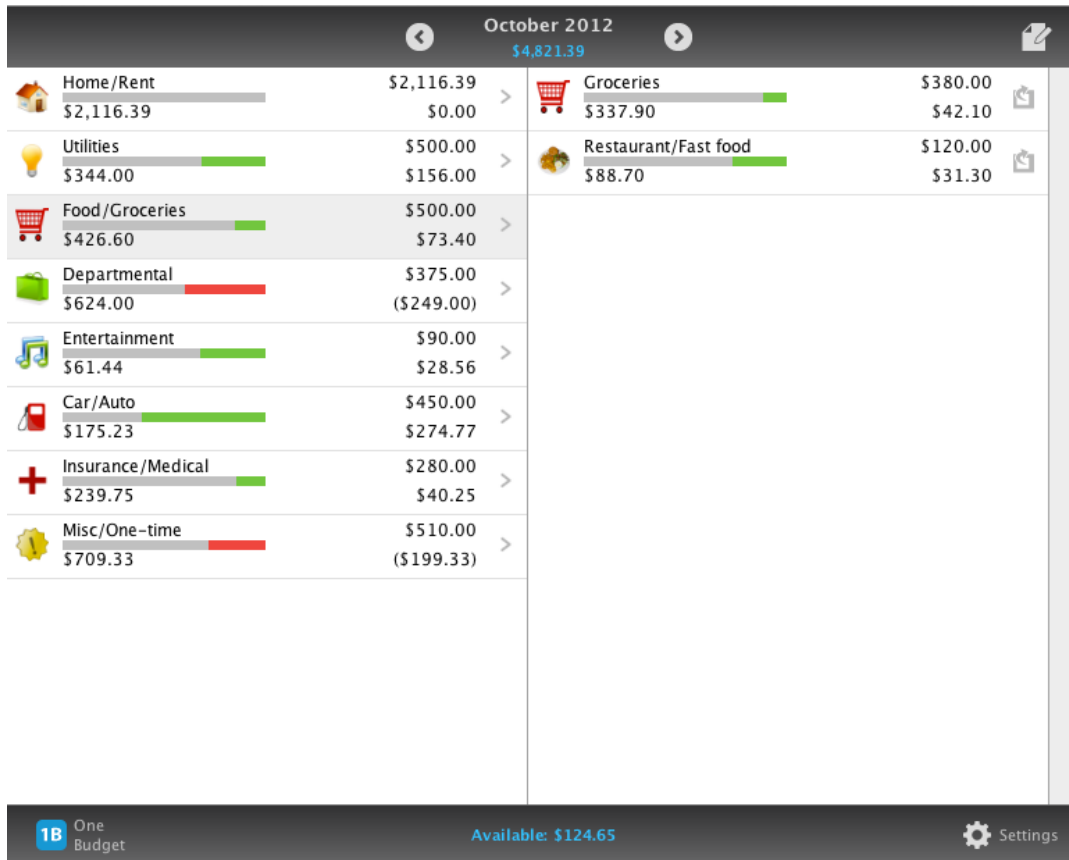 October 2012
$4,821.39
Home/Rent $2,116.39
$2,116.39 $0.00
Utilities $500.00
$344.00 $156.00
Food/Groceries $500.00
$426.60 $73.40
Departmental $375.00
$624.00 ($249.00)
Entertainment $90.00
$61.44 $28.56
Car/Auto $450.00
$175.23 $274.77
Insurance/Medical $280.00
$239.75 $40.25
Misc/One-time $510.00
$709.33 ($199.33)
Groceries $380.00
$337.90 $42.10
Restaurant/Fast food $120.00
$88.70 $31.30
1B One
Budget
Available: $124.65
Settings